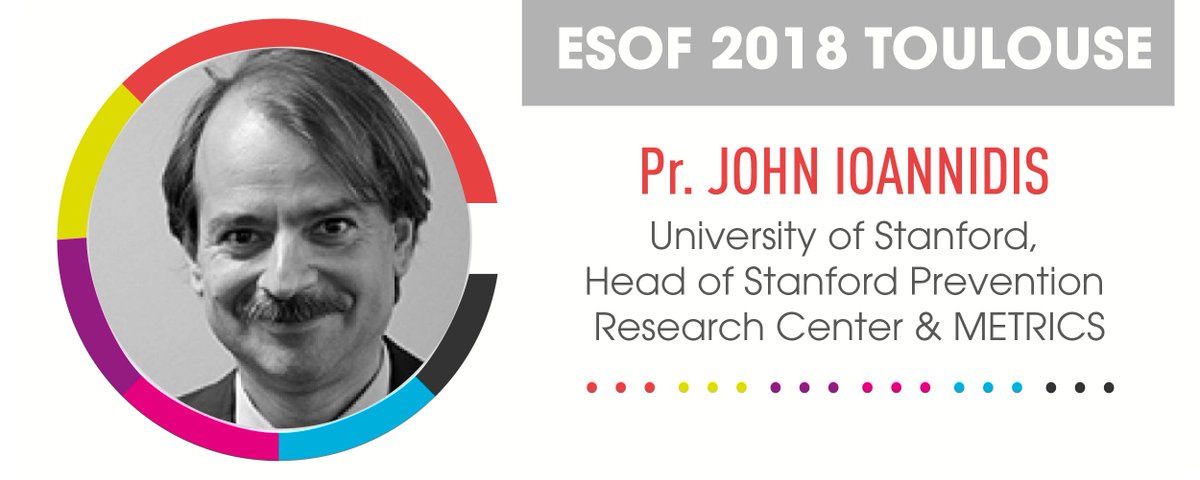 ESOF 2018 TOULOUSE
Pr. JOHN IOANNIDIS
University of Stanford,
Head of Stanford Prevention
Research Center & METRICS